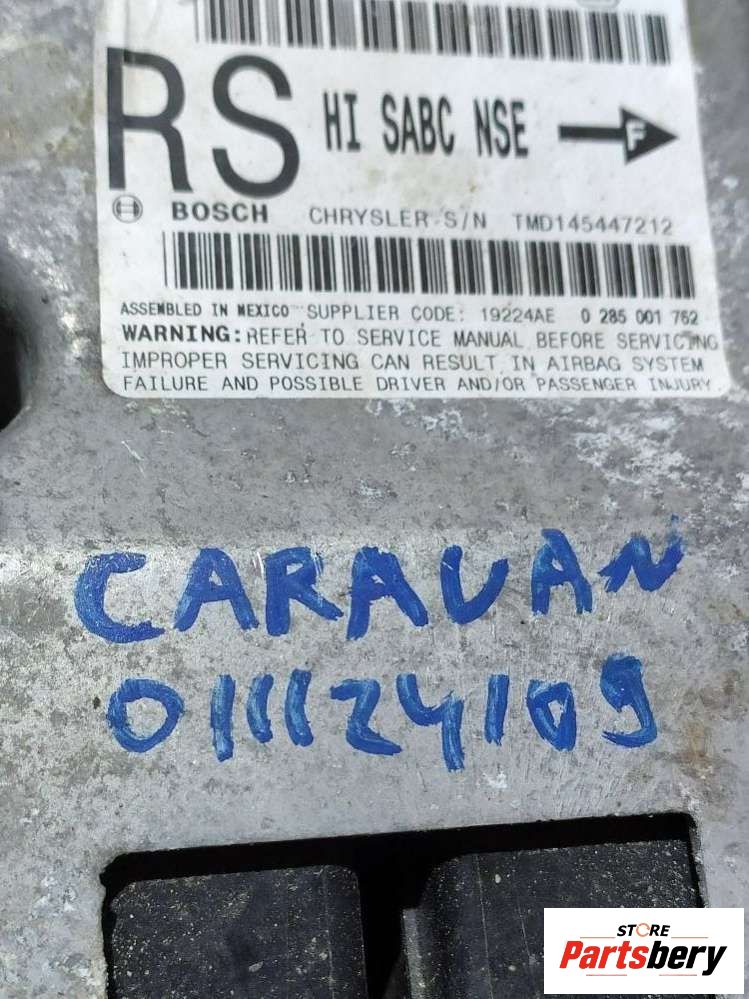 RS HI SABC NSE F
BOSCH CHRYSLER S/N TMD145447212
ASSEMBLED IN MEXICO SUPPLIER CODE: 19224AE 0 285 001 762
WARNING: REFER TO SERVICE MANUAL BEFORE SERVICING
IMPROPER SERVICING CAN RESULT IN AIRBAG SYSTEM
FAILURE AND POSSIBLE DRIVER AND/OR PASSENGER INJURY
CARAVAN
011124109
STORE
Partsbery